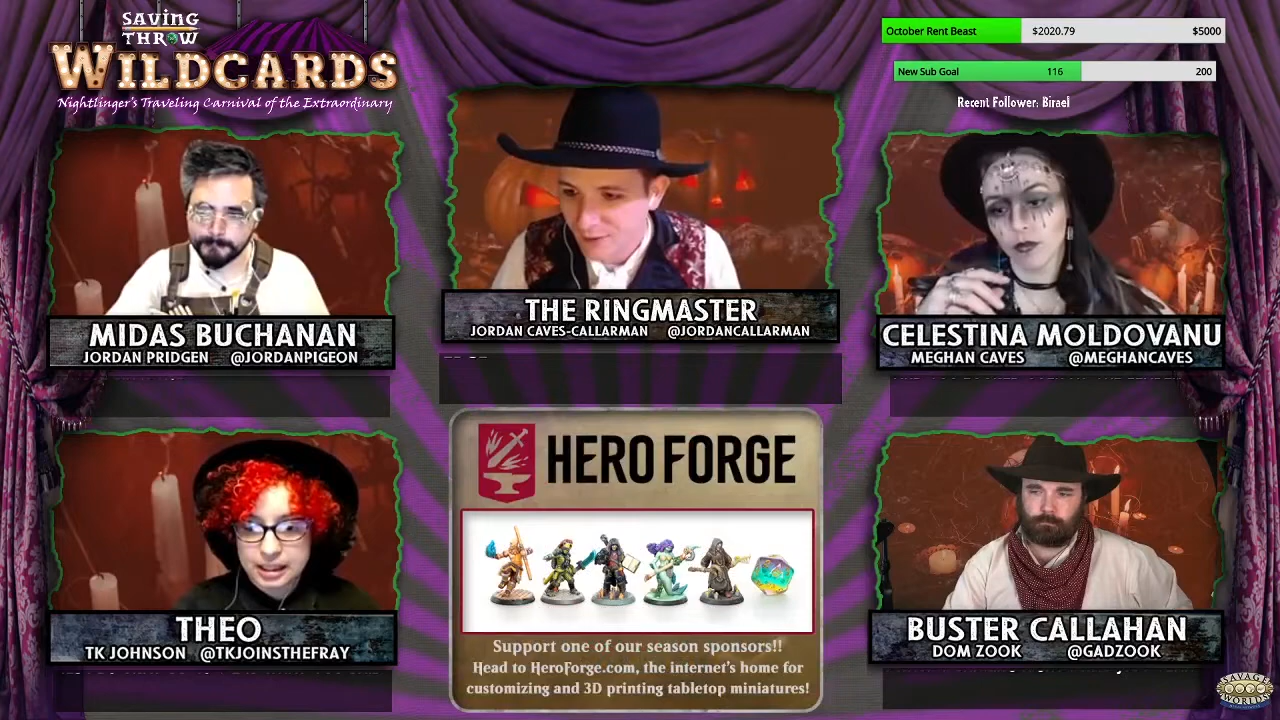 SAVING
THROW
WILDCARDS
Nightlinger's Traveling Carnival of the Extraordinary
October Rent Beast $2020.79 $5000
New Sub Goal 116 200
Recent Follower: Birael
THE RINGMASTER
JORDAN CAVES-CALLARMAN @JORDANCALLARMAN
MIDAS BUCHANAN
JORDAN PRIDGEN @JORDANPIGEON
CELESTINA MOLDOVANU
MEGHAN CAVES @MEGHANCAVES
HERO FORGE
Support one of our season sponsors!!
Head to HeroForge.com, the internet's home for
customizing and 3D printing tabletop miniatures!
THEO
TK JOHNSON @TKJOINSTHEFRAY
BUSTER CALLAHAN
DOM ZOOK @GADZOOK
SAVAGE
WORLDS